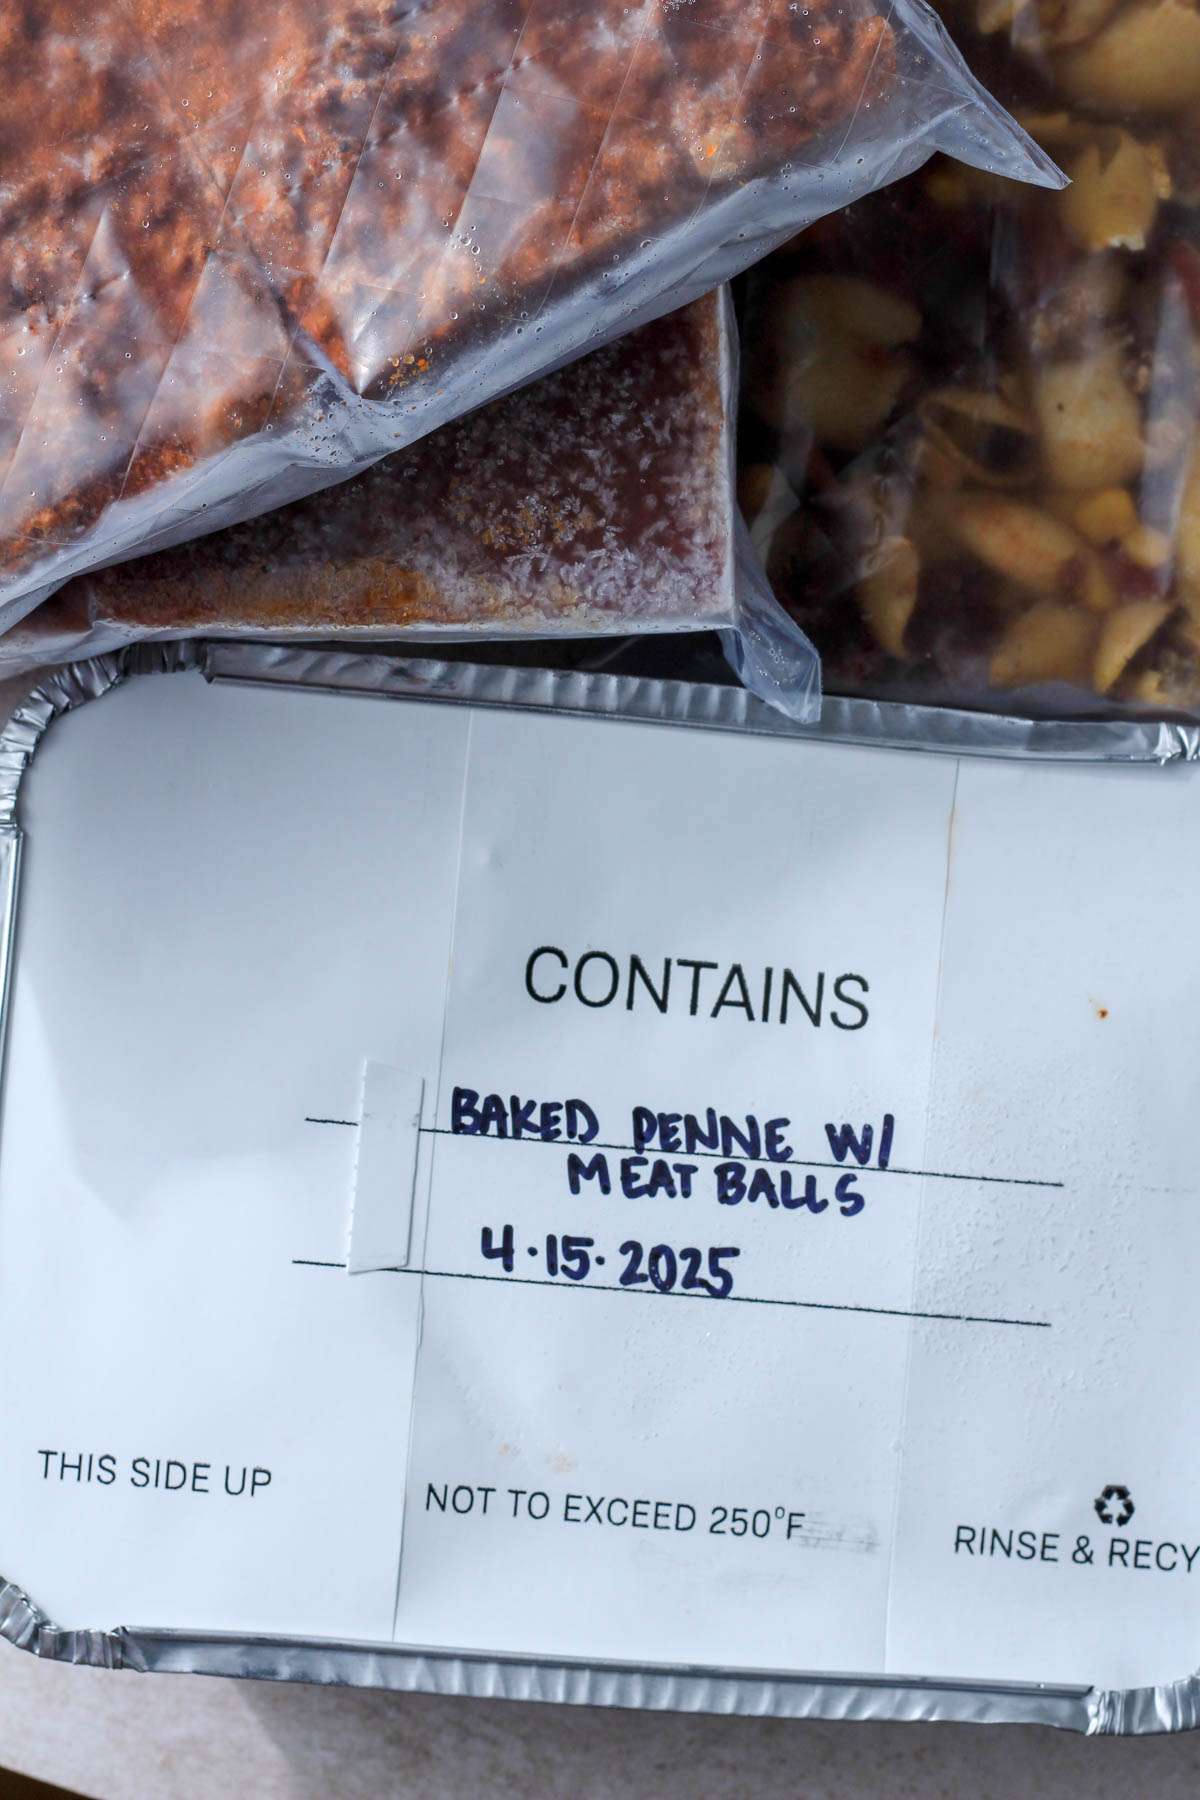 CONTAINS
BAKED PENNE W/
MEAT BALLS
4·15·2025
THIS SIDE UP
NOT TO EXCEED 250°F
RINSE & RECY